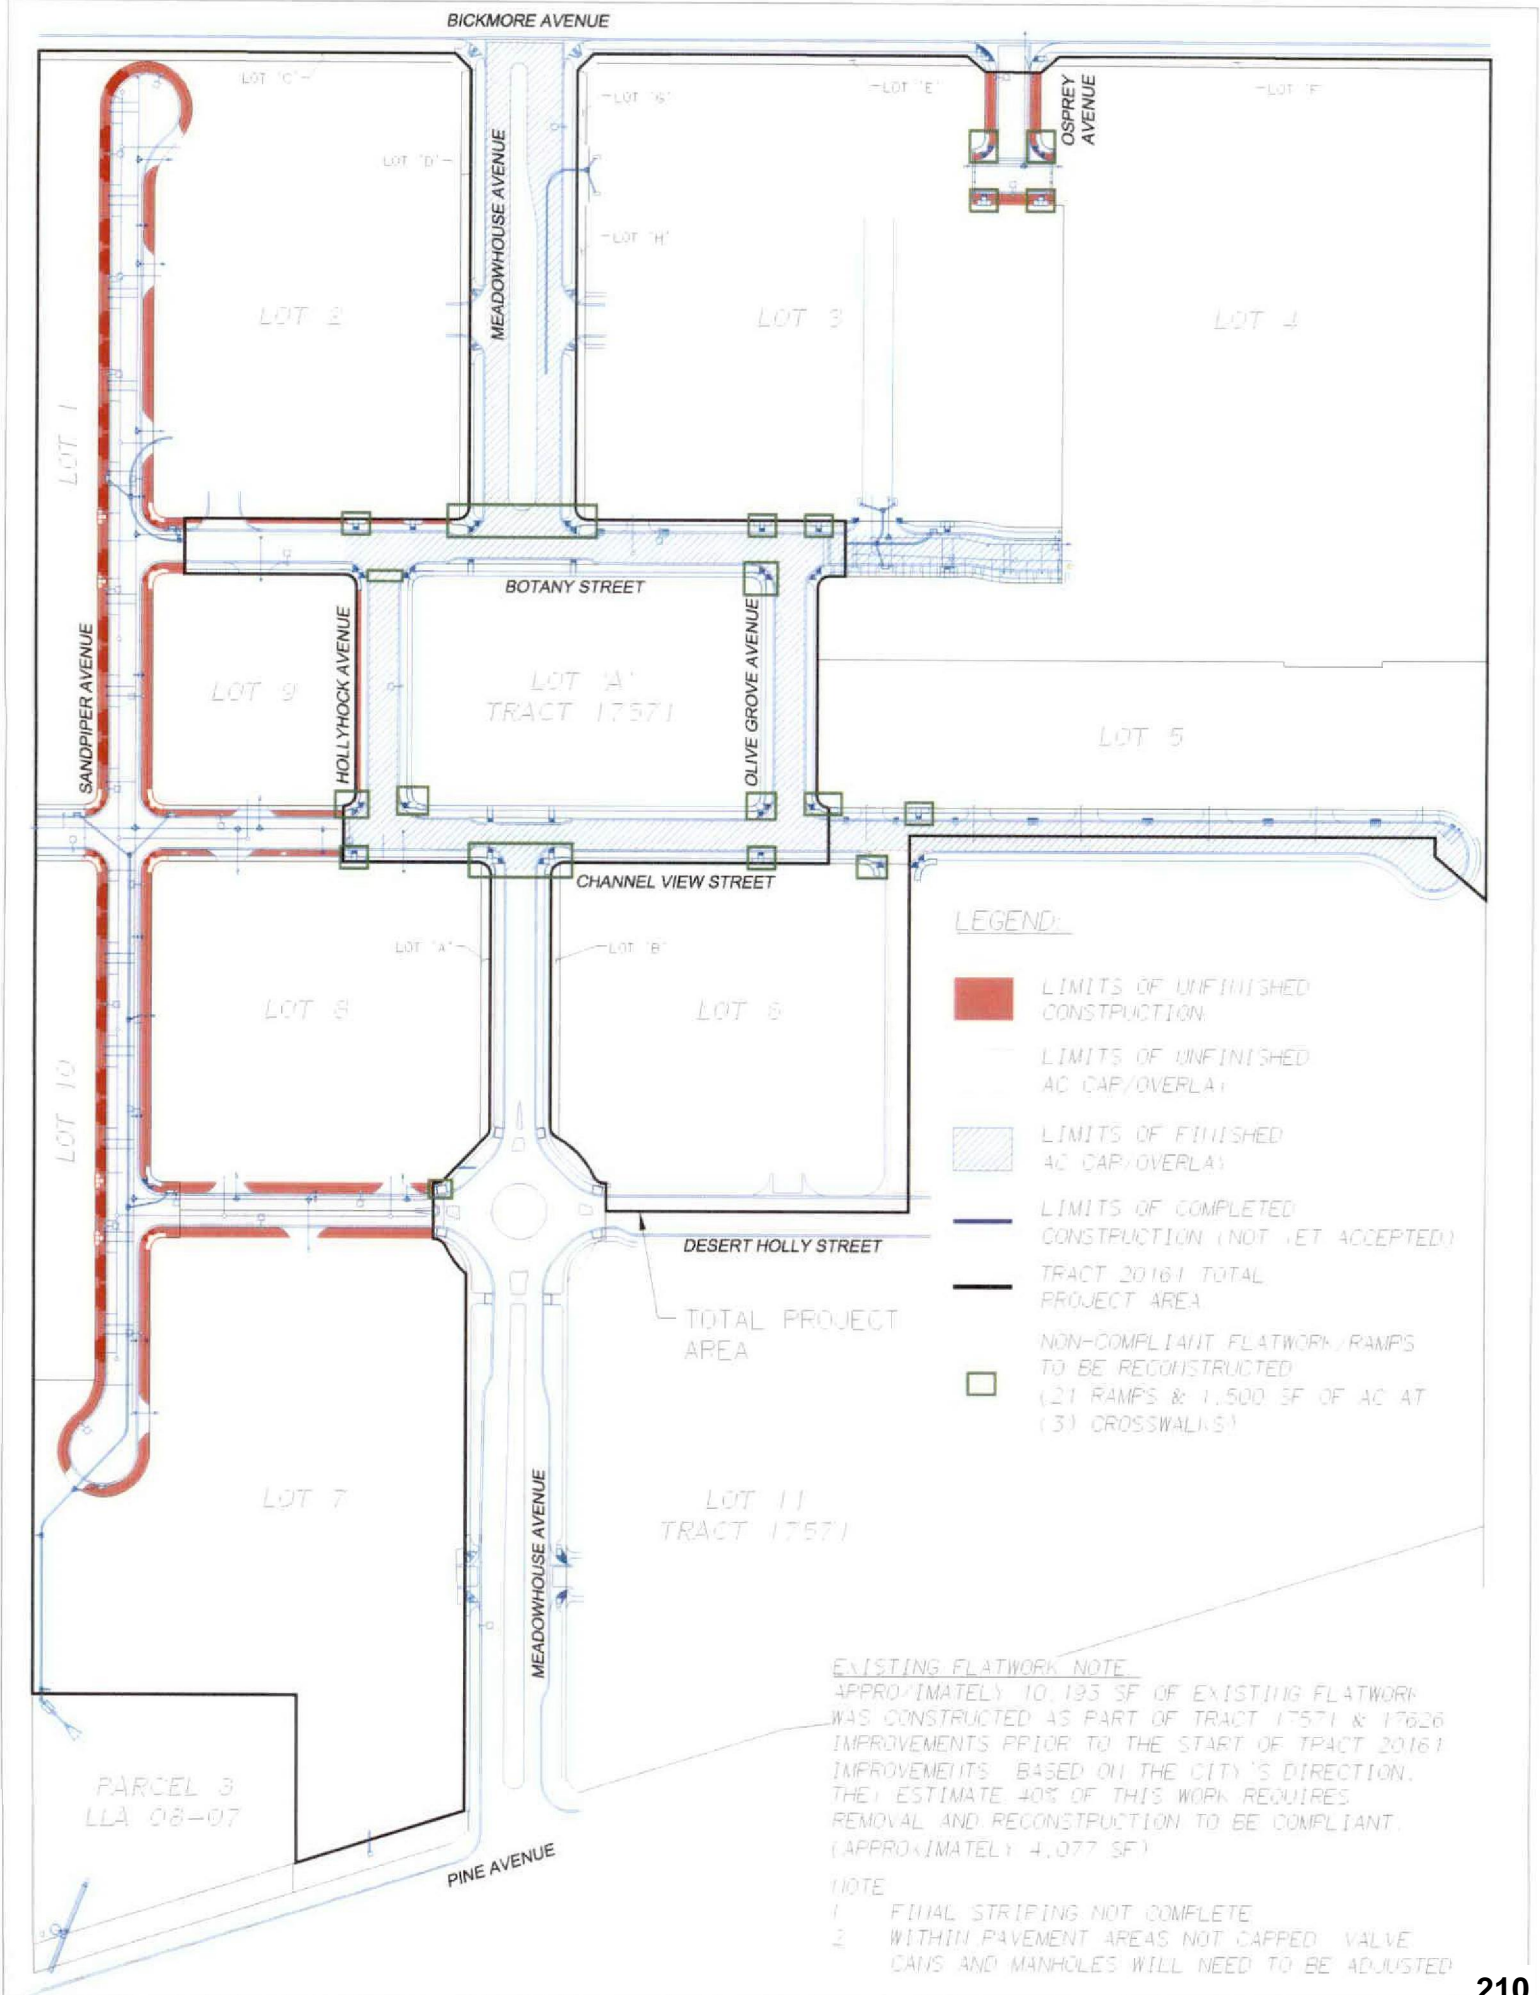 BICKMORE AVENUE
LOT 'C'
LOT 'G'
LOT 'E'
OSPREY
AVENUE
LOT 'F'
LOT 'D'
MEADOWHOUSE AVENUE
LOT 'H'
LOT 2
LOT 3
LOT 4
LOT 1
BOTANY STREET
SANDPIPER AVENUE
LOT 9
HOLLYHOCK AVENUE
LOT 'A'
TRACT 17571
OLIVE GROVE AVENUE
LOT 5
CHANNEL VIEW STREET
LOT 'A'
LOT 'B'
LOT 8
LOT 6
LOT 10
LEGEND:
LIMITS OF UNFINISHED
CONSTRUCTION
LIMITS OF UNFINISHED
AC CAP/OVERLAY
LIMITS OF FINISHED
AC CAP/OVERLAY
LIMITS OF COMPLETED
CONSTRUCTION (NOT YET ACCEPTED)
TRACT 20161 TOTAL
PROJECT AREA
NON-COMPLIANT FLATWORK/RAMPS
TO BE RECONSTRUCTED
(21 RAMPS & 1,500 SF OF AC AT
(3) CROSSWALKS)
DESERT HOLLY STREET
TOTAL PROJECT
AREA
LOT 7
MEADOWHOUSE AVENUE
LOT 11
TRACT 17571
EXISTING FLATWORK NOTE
APPROXIMATELY 10,193 SF OF EXISTING FLATWORK
WAS CONSTRUCTED AS PART OF TRACT 17571 & 17626
IMPROVEMENTS PRIOR TO THE START OF TRACT 20161
IMPROVEMENTS BASED ON THE CITY'S DIRECTION.
THEY ESTIMATE 40% OF THIS WORK REQUIRES
REMOVAL AND RECONSTRUCTION TO BE COMPLIANT.
(APPROXIMATELY 4,077 SF)
NOTE
1 FINAL STRIPING NOT COMPLETE
2 WITHIN PAVEMENT AREAS NOT CAPPED VALVE
CANS AND MANHOLES WILL NEED TO BE ADJUSTED
PARCEL 3
LLA 08-07
PINE AVENUE
210